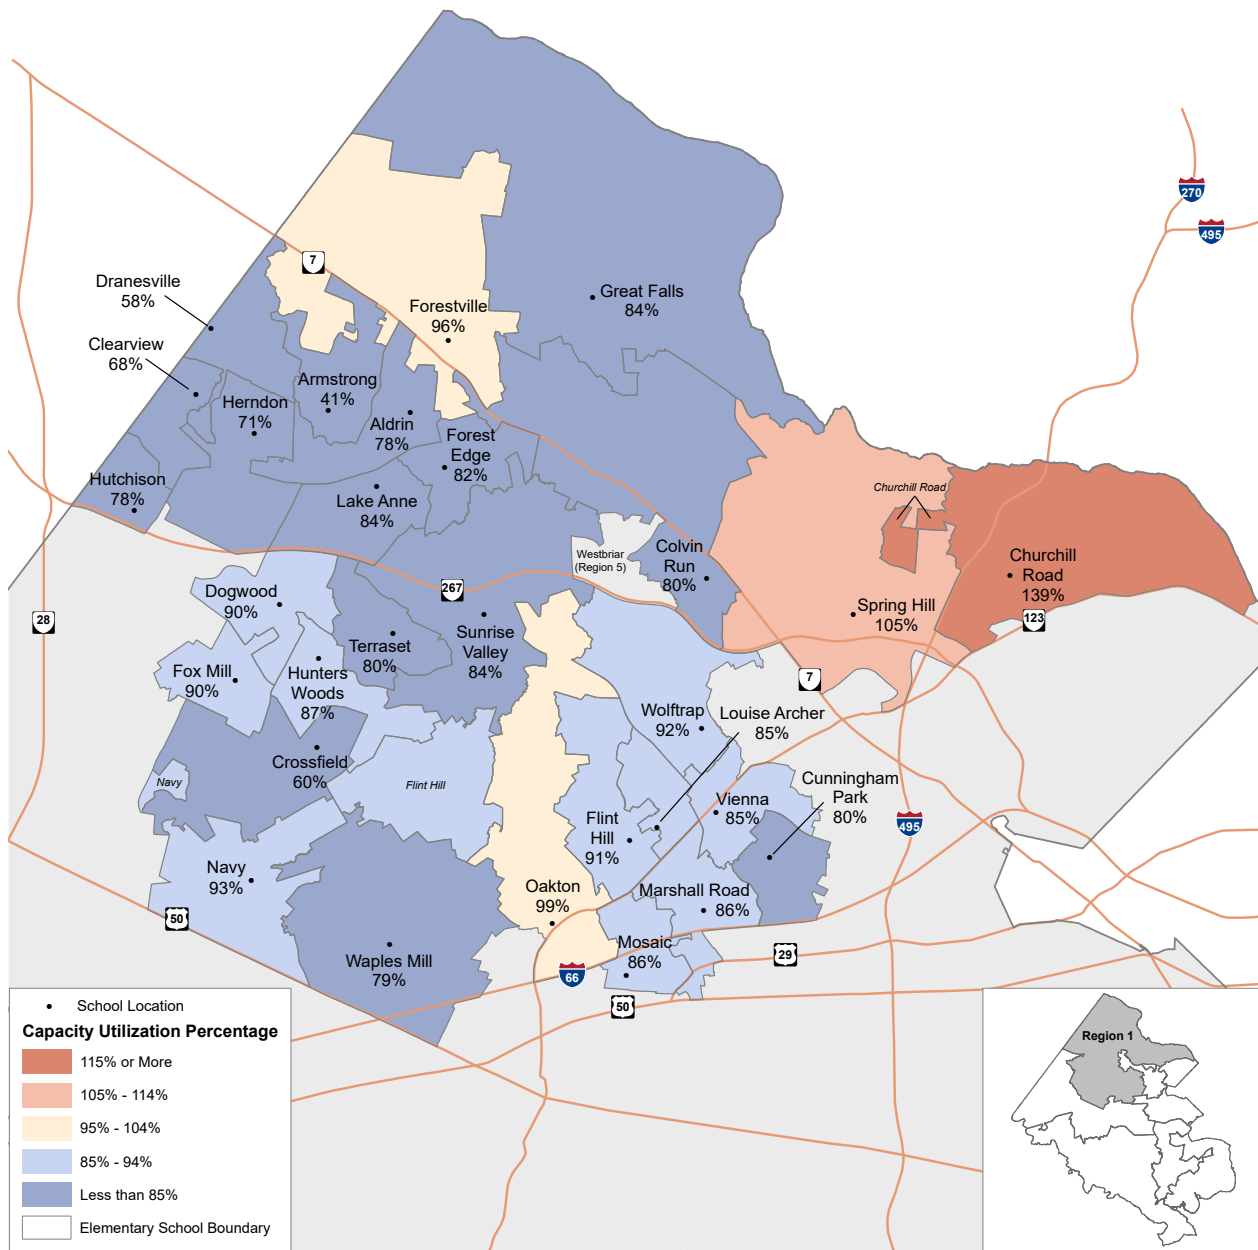 270
495
7
Dranesville
58%
Great Falls
84%
Forestville
96%
Clearview
68%
Armstrong
41%
Herndon
71%
Aldrin
78%
Forest
Edge
82%
Hutchison
78%
Lake Anne
84%
Churchill Road
Westbriar
(Region 5)
Colvin
Run
80%
Churchill
Road
139%
Dogwood
90%
267
Spring Hill
105%
123
28
Terraset
80%
Sunrise
Valley
84%
Fox Mill
90%
Hunters
Woods
87%
7
Wolftrap
92%
Louise Archer
85%
Crossfield
60%
Navy
Flint Hill
Cunningham
Park
80%
Vienna
85%
Flint
Hill
91%
495
Navy
93%
Oakton
99%
Marshall Road
86%
50
Mosaic
86%
29
Waples Mill
79%
66
50
School Location
Capacity Utilization Percentage
115% or More
105% - 114%
95% - 104%
85% - 94%
Less than 85%
Elementary School Boundary
Region 1